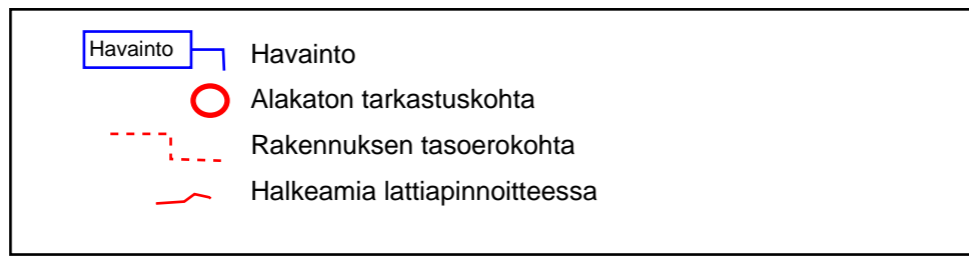 Havainto Havainto
Alakaton tarkastuskohta
Rakennuksen tasoerokohta
Halkeamia lattiapinnoitteessa